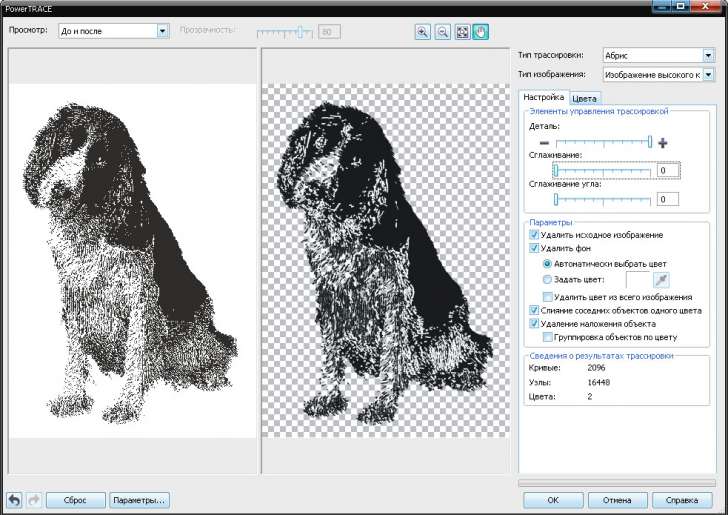 PowerTRACE
Просмотр: До и после Прозрачность: 80
Тип трассировки: Абрис
Тип изображения: Изображение высокого к
Настройка Цвета
Элементы управления трассировкой
Деталь:
Сглаживание:
0
Сглаживание угла:
0
Параметры
Удалить исходное изображение
Удалить фон
Автоматически выбрать цвет
Задать цвет:
Удалить цвет из всего изображения
Слияние соседних объектов одного цвета
Удаление наложения объекта
Группировка объектов по цвету
Сведения о результатах трассировки
Кривые: 2096
Узлы: 16448
Цвета: 2
Сброс Параметры... ОК Отмена Справка